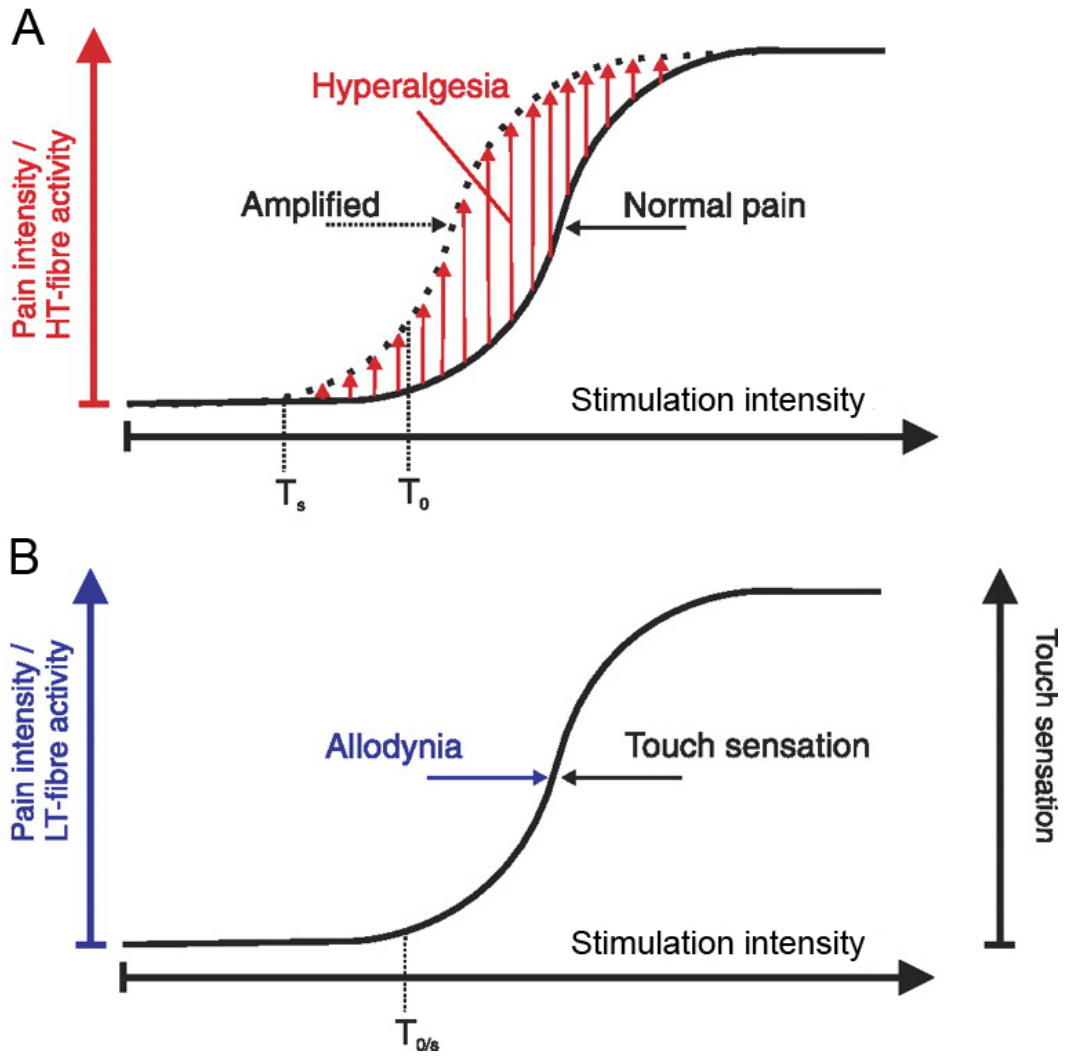 A
Pain intensity /
HT-fibre activity
Hyperalgesia
Amplified
Normal pain
Stimulation intensity
Tₛ
T₀
B
Pain intensity /
LT-fibre activity
Allodynia
Touch sensation
Touch sensation
Stimulation intensity
T₀/ₛ